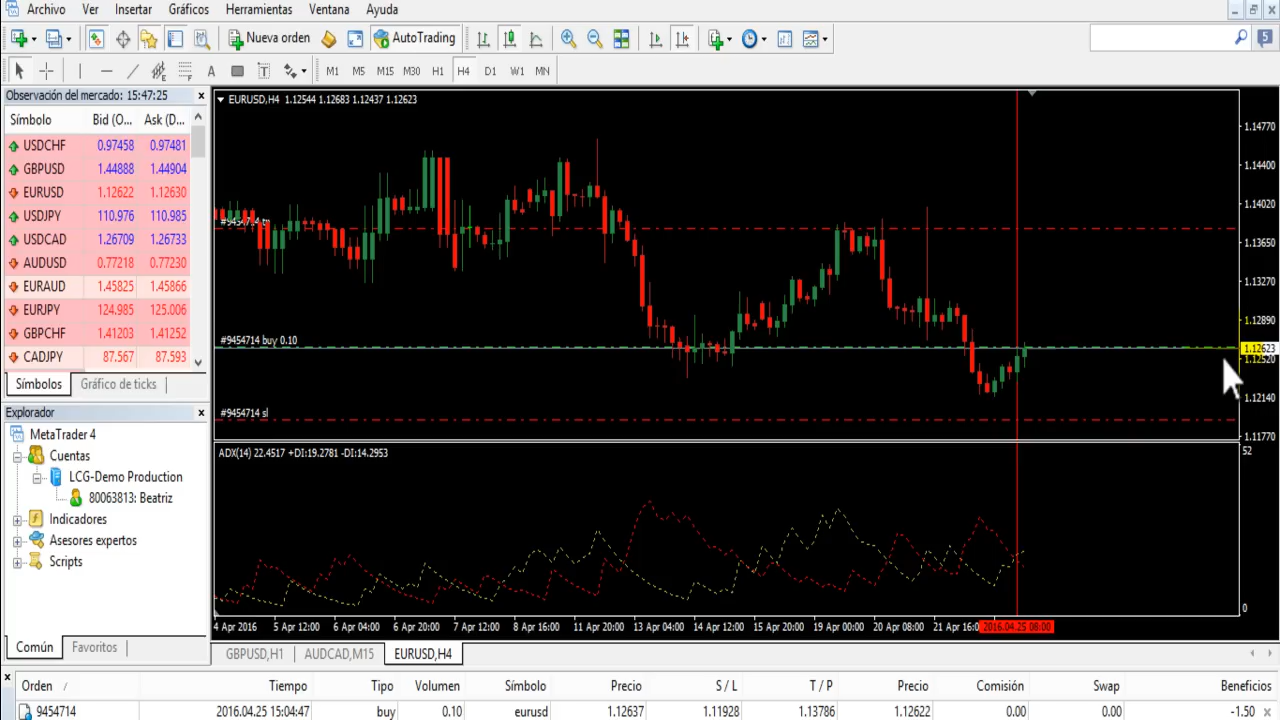 Archivo Ver Insertar Gráficos Herramientas Ventana Ayuda
Nueva orden AutoTrading 5
A T M1 M5 M15 M30 H1 H4 D1 W1 MN
Observación del mercado: 15:47:25
Símbolo Bid (O... Ask (D...
USDCHF 0.97458 0.97481
GBPUSD 1.44888 1.44904
EURUSD 1.12622 1.12630
USDJPY 110.976 110.985
USDCAD 1.26709 1.26733
AUDUSD 0.77218 0.77230
EURAUD 1.45825 1.45866
EURJPY 124.985 125.006
GBPCHF 1.41203 1.41252
CADJPY 87.567 87.593
Símbolos Gráfico de ticks
Explorador
MetaTrader 4
Cuentas
LCG-Demo Production
80063813: Beatriz
Indicadores
Asesores expertos
Scripts
Común Favoritos
EURUSD,H4 1.12544 1.12683 1.12437 1.12623
#9454714 tp
#9454714 buy 0.10
#9454714 sl
1.14770
1.14400
1.14020
1.13650
1.13270
1.12890
1.12623
1.12520
1.12140
1.11770
ADX(14) 22.4517 +DI:19.2781 -DI:14.2953
52
0
4 Apr 2016 5 Apr 12:00 6 Apr 04:00 6 Apr 20:00 7 Apr 12:00 8 Apr 16:00 11 Apr 20:00 13 Apr 04:00 14 Apr 12:00 15 Apr 20:00 19 Apr 00:00 20 Apr 08:00 21 Apr 16:0 2016.04.25 08:00
GBPUSD,H1 AUDCAD,M15 EURUSD,H4
Orden / Tiempo Tipo Volumen Símbolo Precio S / L T / P Precio Comisión Swap Beneficios
9454714 2016.04.25 15:04:47 buy 0.10 eurusd 1.12637 1.11928 1.13786 1.12622 0.00 0.00 -1.50